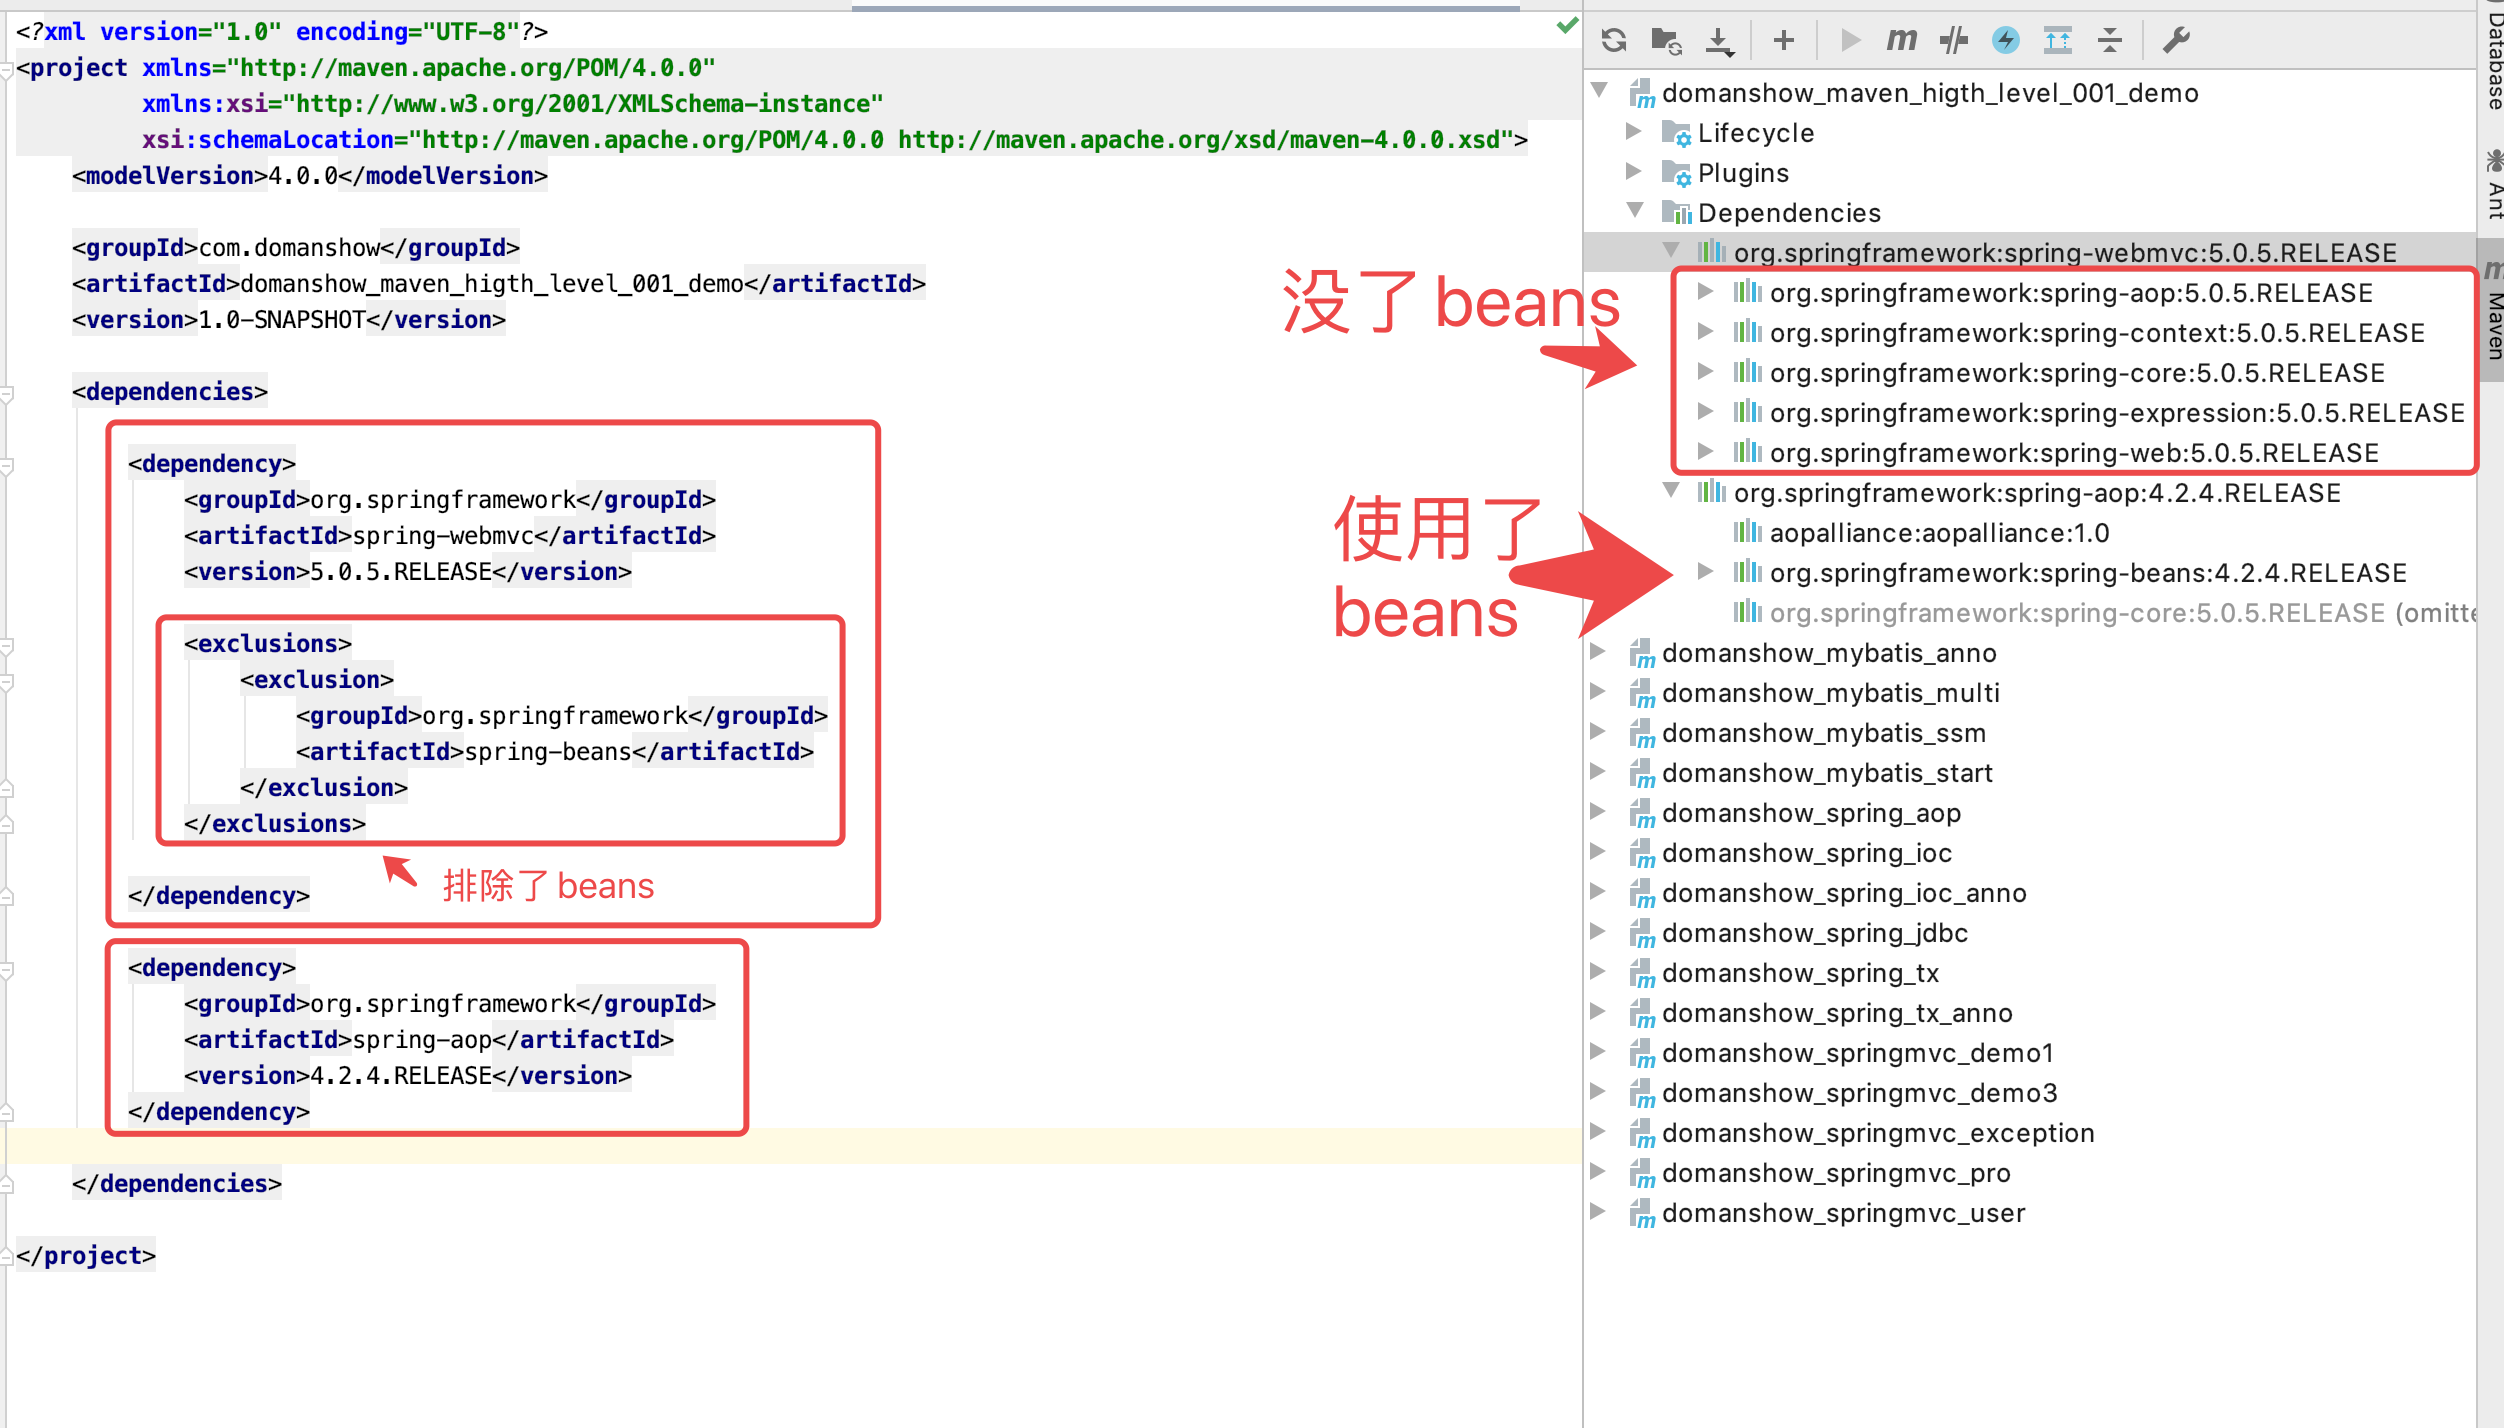 <?xml version="1.0" encoding="UTF-8"?>
<project xmlns="http://maven.apache.org/POM/4.0.0"
xmlns:xsi="http://www.w3.org/2001/XMLSchema-instance"
xsi:schemaLocation="http://maven.apache.org/POM/4.0.0 http://maven.apache.org/xsd/maven-4.0.0.xsd">
<modelVersion>4.0.0</modelVersion>
<groupId>com.domanshow</groupId>
<artifactId>domanshow_maven_higth_level_001_demo</artifactId>
<version>1.0-SNAPSHOT</version>
<dependencies>
<dependency>
<groupId>org.springframework</groupId>
<artifactId>spring-webmvc</artifactId>
<version>5.0.5.RELEASE</version>
<exclusions>
<exclusion>
<groupId>org.springframework</groupId>
<artifactId>spring-beans</artifactId>
</exclusion>
</exclusions>
排除了 beans
</dependency>
<dependency>
<groupId>org.springframework</groupId>
<artifactId>spring-aop</artifactId>
<version>4.2.4.RELEASE</version>
</dependency>
</dependencies>
</project>
没了 beans
使用了
beans
domanshow_maven_higth_level_001_demo
Lifecycle
Plugins
Dependencies
org.springframework:spring-webmvc:5.0.5.RELEASE
org.springframework:spring-aop:5.0.5.RELEASE
org.springframework:spring-context:5.0.5.RELEASE
org.springframework:spring-core:5.0.5.RELEASE
org.springframework:spring-expression:5.0.5.RELEASE
org.springframework:spring-web:5.0.5.RELEASE
org.springframework:spring-aop:4.2.4.RELEASE
aopalliance:aopalliance:1.0
org.springframework:spring-beans:4.2.4.RELEASE
org.springframework:spring-core:5.0.5.RELEASE (omitte
domanshow_mybatis_anno
domanshow_mybatis_multi
domanshow_mybatis_ssm
domanshow_mybatis_start
domanshow_spring_aop
domanshow_spring_ioc
domanshow_spring_ioc_anno
domanshow_spring_jdbc
domanshow_spring_tx
domanshow_spring_tx_anno
domanshow_springmvc_demo1
domanshow_springmvc_demo3
domanshow_springmvc_exception
domanshow_springmvc_pro
domanshow_springmvc_user
Database
Ant
Maven